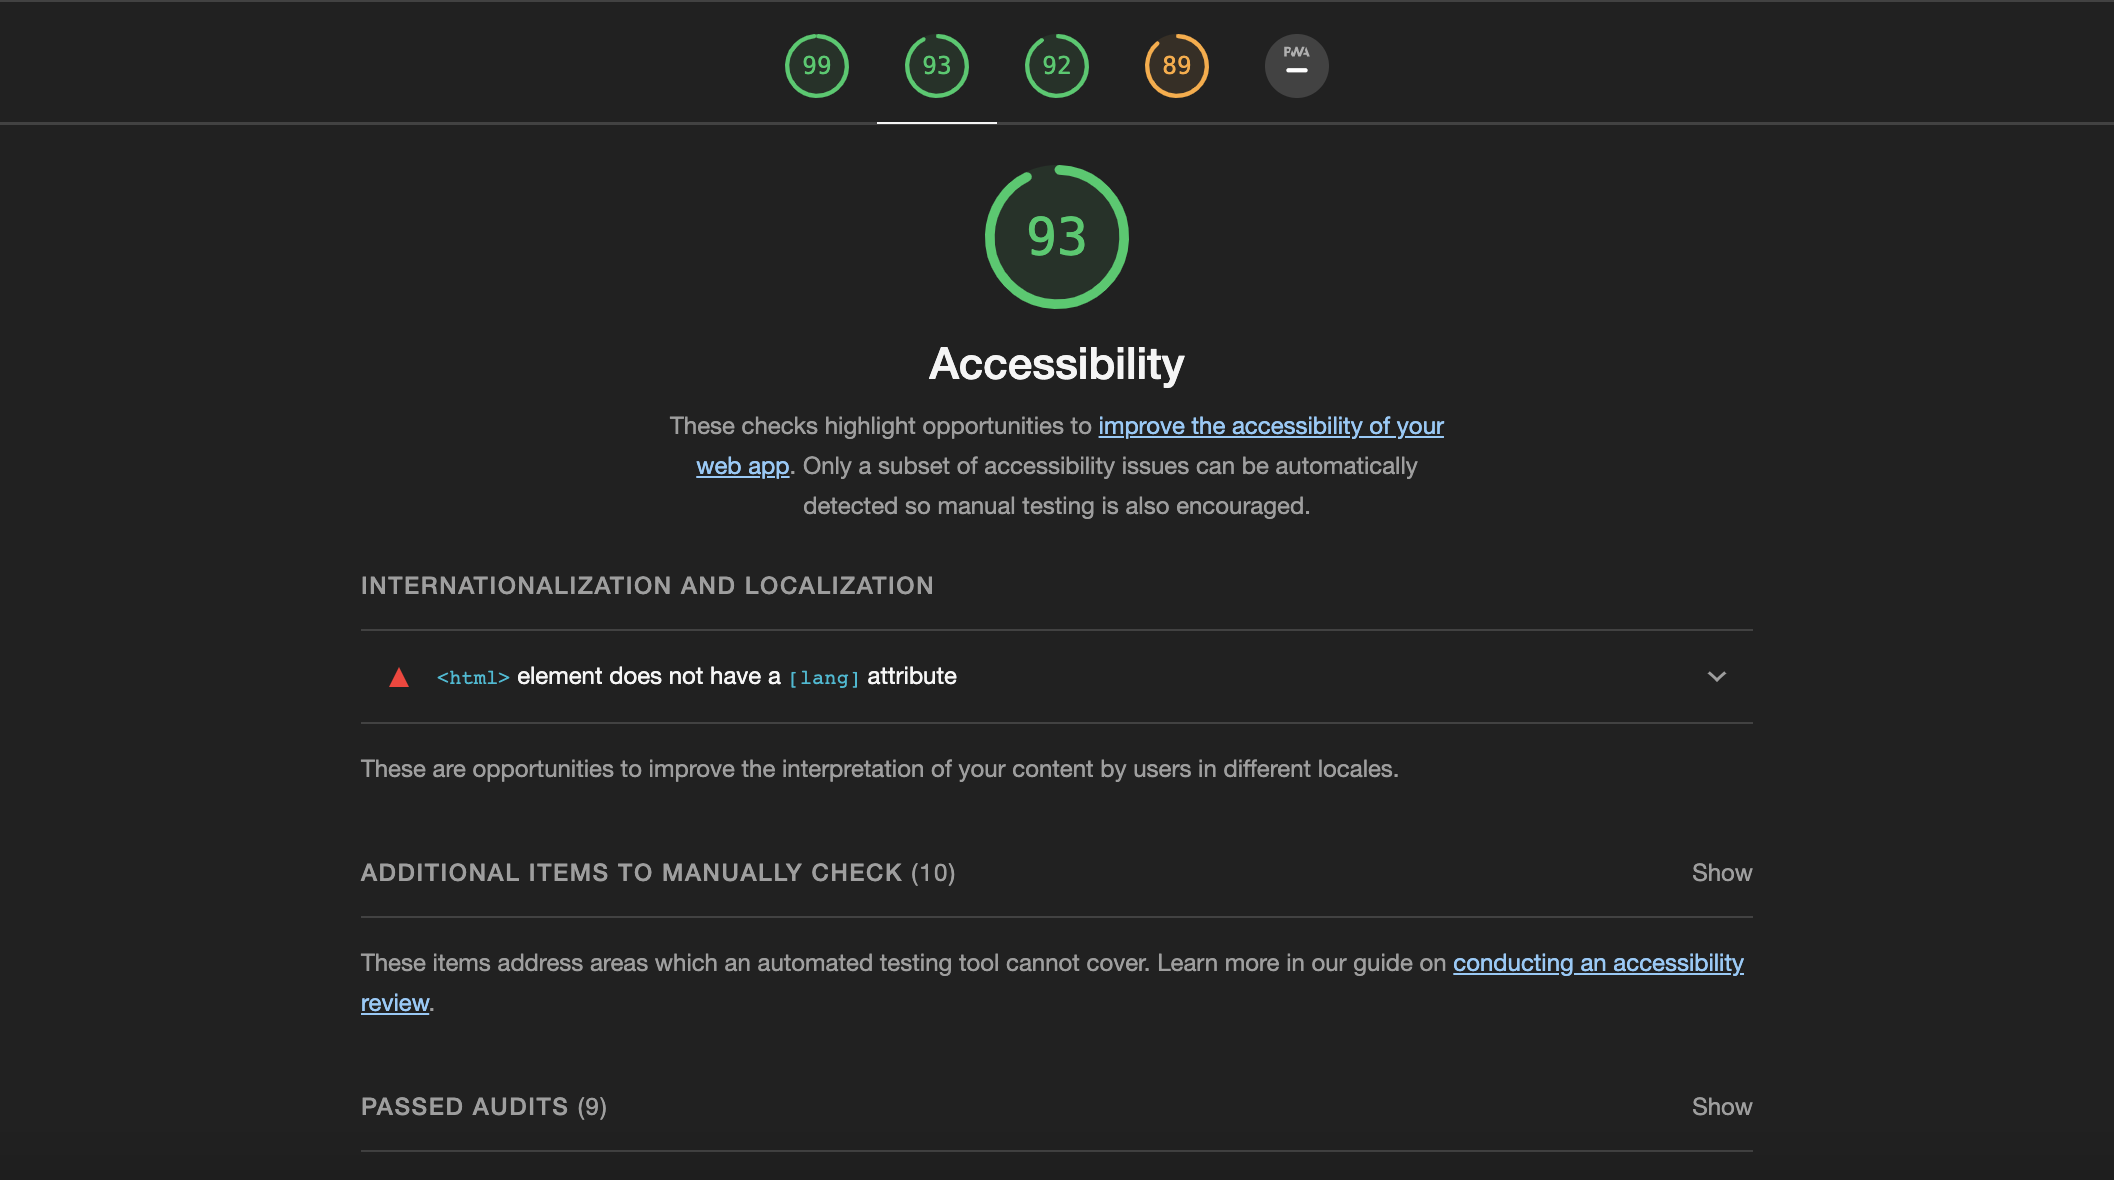 99 93 92 89 PWA
93
Accessibility
These checks highlight opportunities to improve the accessibility of your
web app. Only a subset of accessibility issues can be automatically
detected so manual testing is also encouraged.
INTERNATIONALIZATION AND LOCALIZATION
<html> element does not have a [lang] attribute
These are opportunities to improve the interpretation of your content by users in different locales.
ADDITIONAL ITEMS TO MANUALLY CHECK (10) Show
These items address areas which an automated testing tool cannot cover. Learn more in our guide on conducting an accessibility
review.
PASSED AUDITS (9) Show